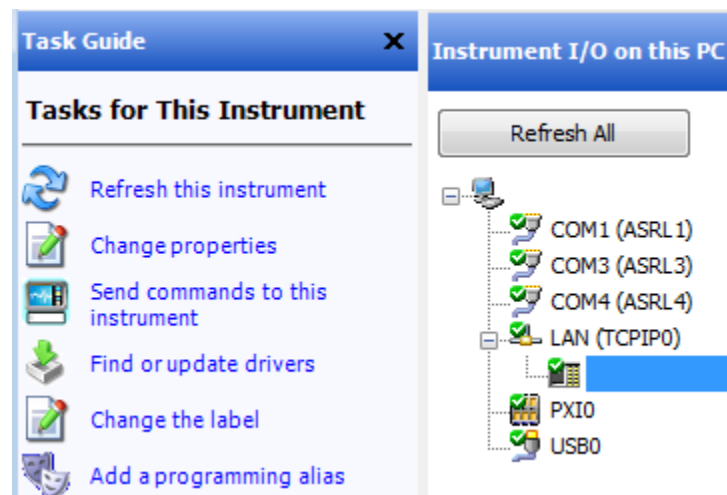 Task Guide
Tasks for This Instrument
Refresh this instrument
Change properties
Send commands to this
instrument
Find or update drivers
Change the label
Add a programming alias
Instrument I/O on this PC
Refresh All
COM1 (ASRL1)
COM3 (ASRL3)
COM4 (ASRL4)
LAN (TCPIP0)
PXI0
USB0